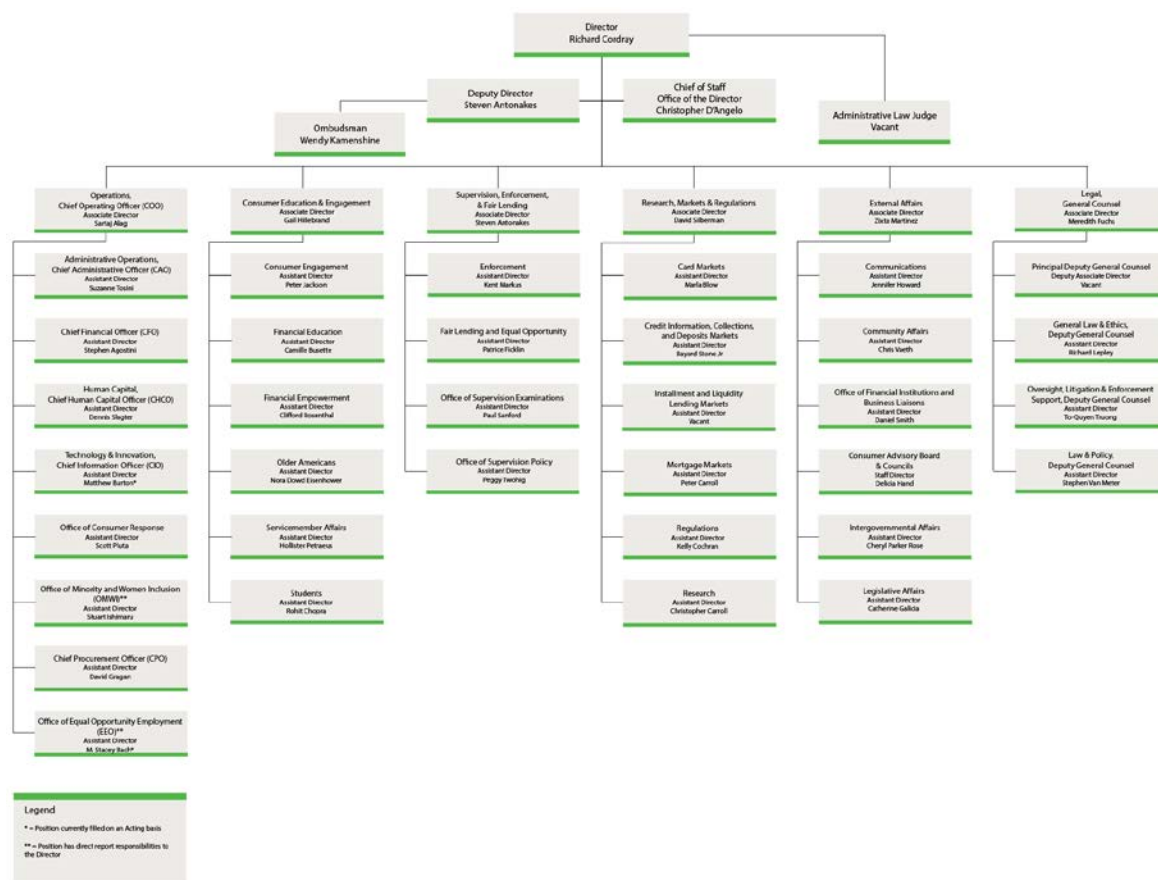 Director
Richard Cordray
Deputy Director
Steven Antonakes
Chief of Staff
Office of the Director
Christopher D'Angelo
Ombudsman
Wendy Kamenshine
Administrative Law Judge
Vacant
Operations,
Chief Operating Officer (COO)
Associate Director
Sartaj Alag
Administrative Operations,
Chief Administrative Officer (CAO)
Assistant Director
Suzanne Tosini
Chief Financial Officer (CFO)
Assistant Director
Stephen Agostini
Human Capital,
Chief Human Capital Officer (CHCO)
Assistant Director
Dennis Slagter
Technology & Innovation,
Chief Information Officer (CIO)
Assistant Director
Matthew Burton*
Office of Consumer Response
Assistant Director
Scott Pluta
Office of Minority and Women Inclusion
(OMWI)**
Assistant Director
Stuart Ishimaru
Chief Procurement Officer (CPO)
Assistant Director
David Gragan
Office of Equal Opportunity Employment
(EEO)**
Assistant Director
M. Stacey Bach*
Consumer Education & Engagement
Associate Director
Gail Hillebrand
Consumer Engagement
Assistant Director
Peter Jackson
Financial Education
Assistant Director
Camille Busette
Financial Empowerment
Assistant Director
Clifford Rosenthal
Older Americans
Assistant Director
Nora Dowd Eisenhower
Servicemember Affairs
Assistant Director
Hollister Petraeus
Students
Assistant Director
Rohit Chopra
Supervision, Enforcement,
& Fair Lending
Associate Director
Steven Antonakes
Enforcement
Assistant Director
Kent Markus
Fair Lending and Equal Opportunity
Assistant Director
Patrice Ficklin
Office of Supervision Examinations
Assistant Director
Paul Sanford
Office of Supervision Policy
Assistant Director
Peggy Twohig
Research, Markets & Regulations
Associate Director
David Silberman
Card Markets
Assistant Director
Marla Blow
Credit Information, Collections,
and Deposits Markets
Assistant Director
Bayard Stone Jr
Installment and Liquidity
Lending Markets
Assistant Director
Vacant
Mortgage Markets
Assistant Director
Peter Carroll
Regulations
Assistant Director
Kelly Cochran
Research
Assistant Director
Christopher Carroll
External Affairs
Associate Director
Zixta Martinez
Communications
Assistant Director
Jennifer Howard
Community Affairs
Assistant Director
Chris Vaeth
Office of Financial Institutions and
Business Liaisons
Assistant Director
Daniel Smith
Consumer Advisory Board
& Councils
Staff Director
Delicia Hand
Intergovernmental Affairs
Assistant Director
Cheryl Parker Rose
Legislative Affairs
Assistant Director
Catherine Galicia
Legal,
General Counsel
Associate Director
Meredith Fuchs
Principal Deputy General Counsel
Deputy Associate Director
Vacant
General Law & Ethics,
Deputy General Counsel
Assistant Director
Richard Lepley
Oversight, Litigation & Enforcement
Support, Deputy General Counsel
Assistant Director
To-Quyen Truong
Law & Policy,
Deputy General Counsel
Assistant Director
Stephen Van Meter
Legend
* = Position currently filled on an Acting basis
** = Position has direct report responsibilities to
the Director